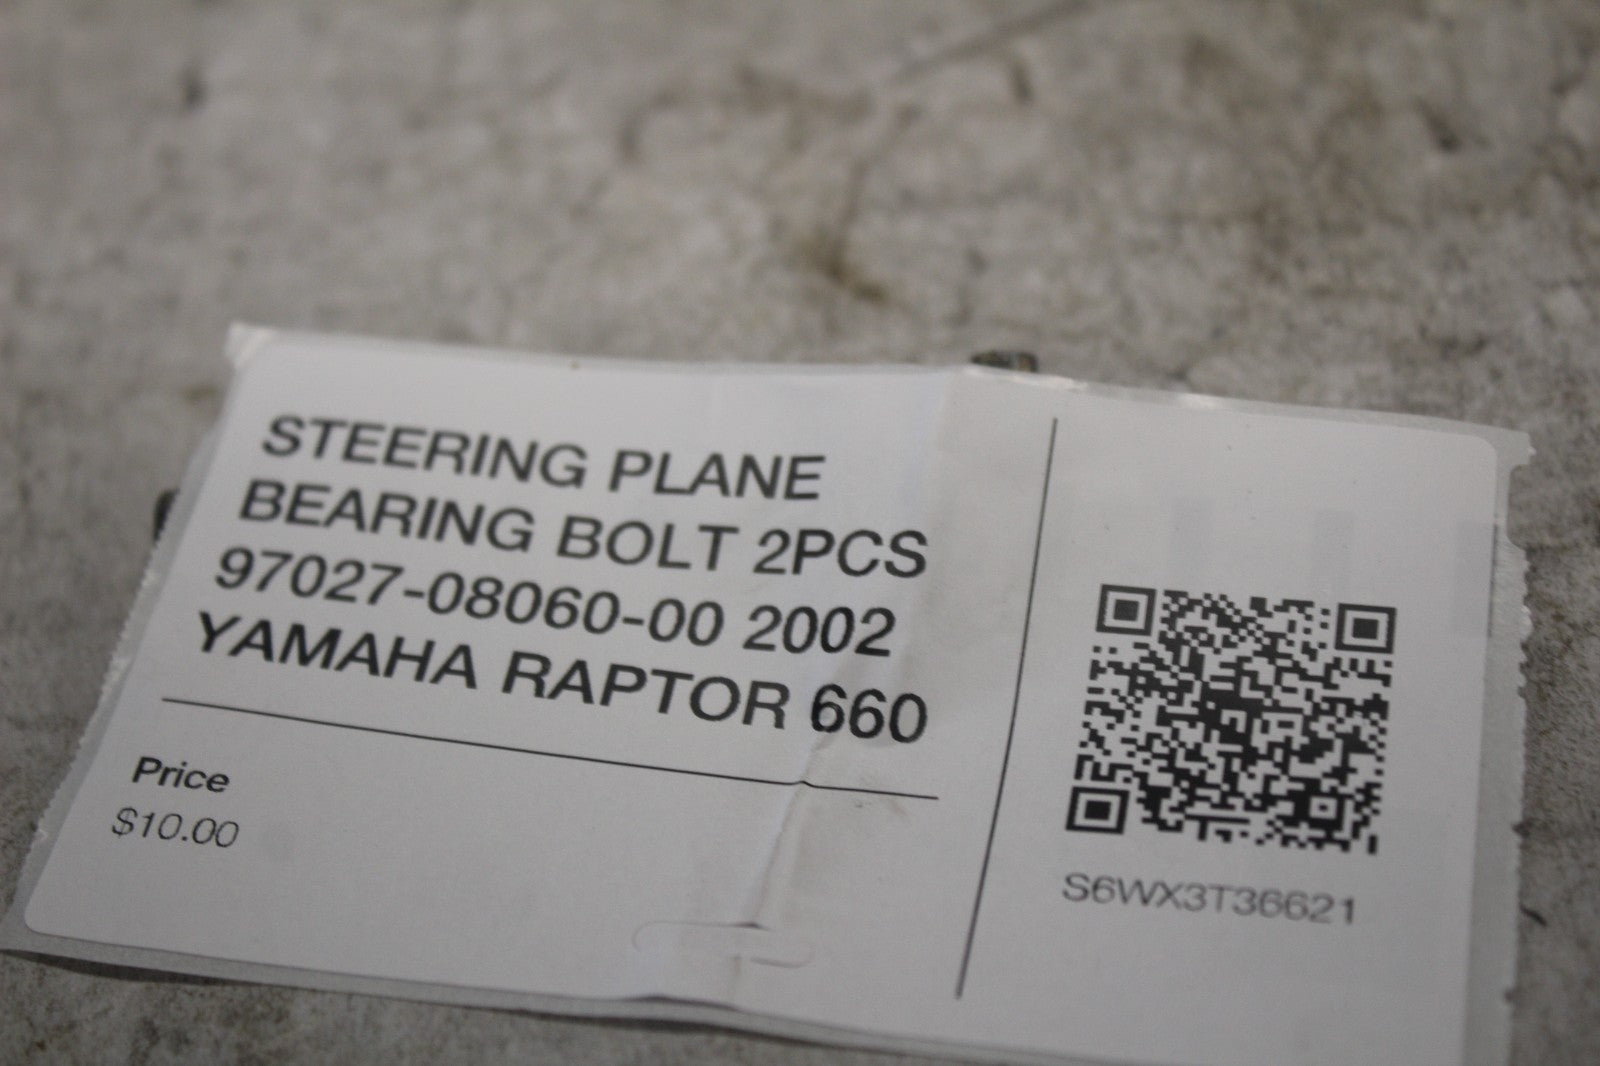 STEERING PLANE
BEARING BOLT 2PCS
97027-08060-00 2002
YAMAHA RAPTOR 660
Price
$10.00
S6WX3T36621